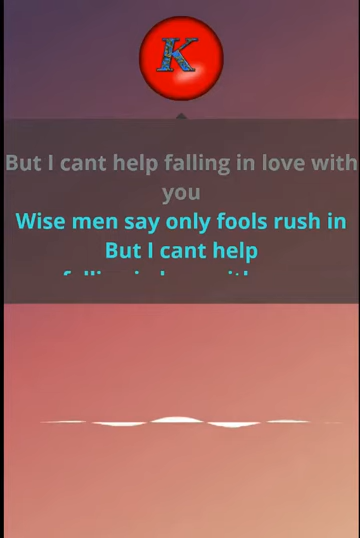 K
But I cant help falling in love with
you
Wise men say only fools rush in
But I cant help